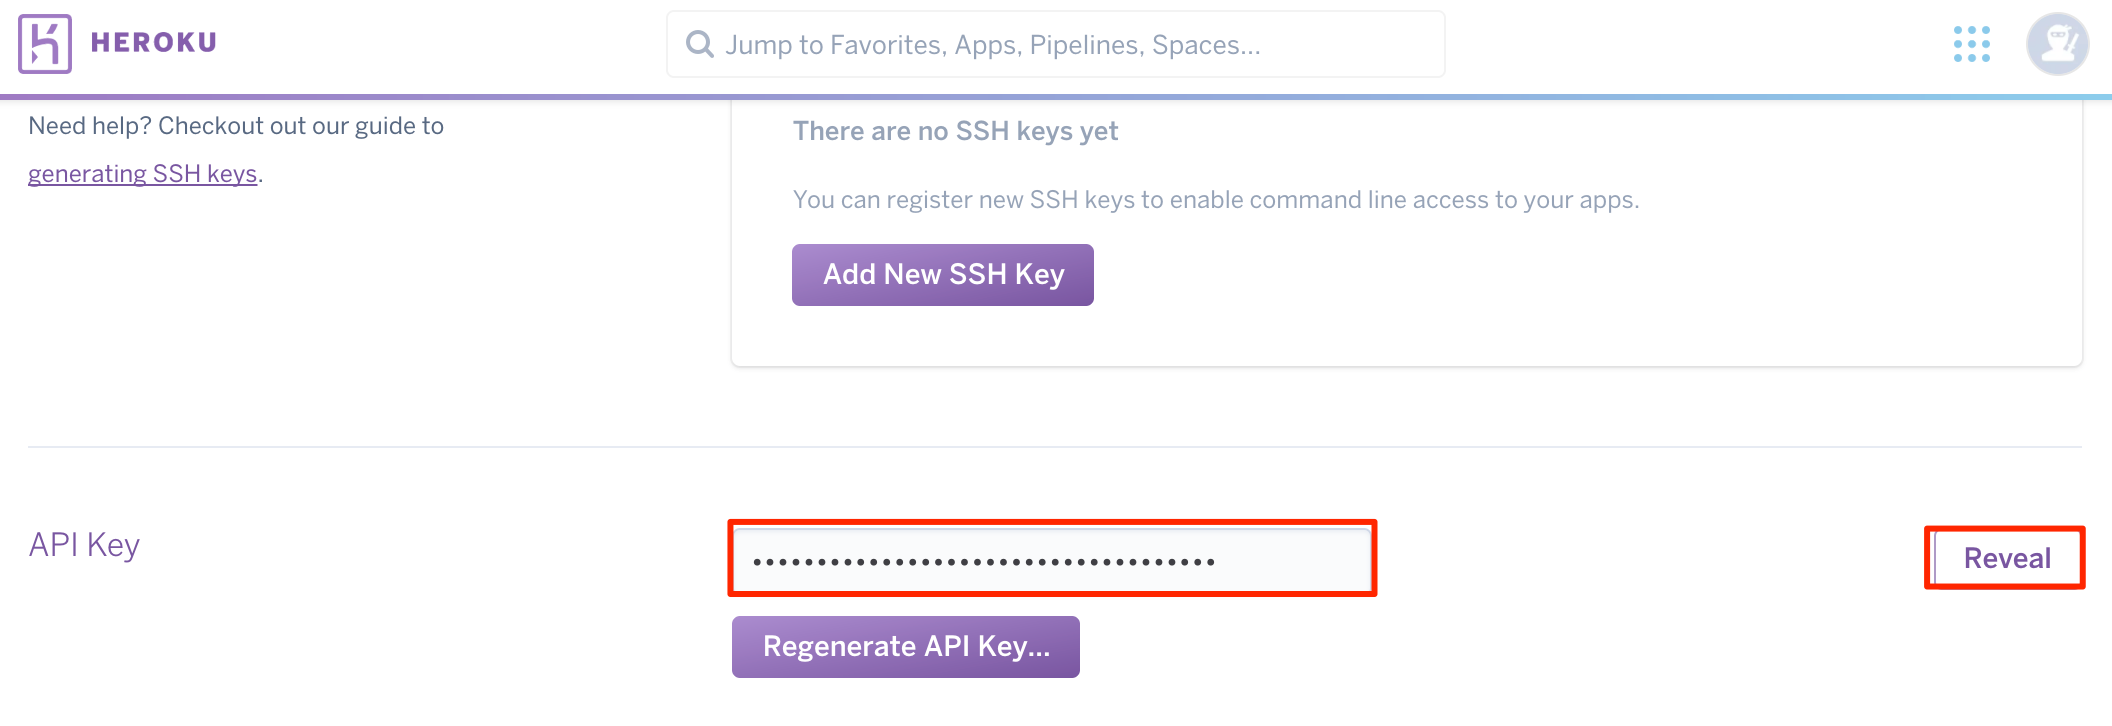 HEROKU
Jump to Favorites, Apps, Pipelines, Spaces...
Need help? Checkout out our guide to
generating SSH keys.
There are no SSH keys yet
You can register new SSH keys to enable command line access to your apps.
Add New SSH Key
API Key
••••••••••••••••••••••••••••••••••••
Reveal
Regenerate API Key...